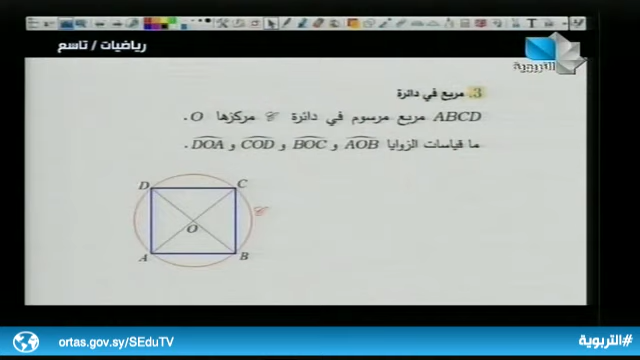 رياضيات / تاسع
التربوية
3. مربع في دائرة
ABCD مربع مرسوم في دائرة 𝒞 مركزها O .
ما قياسات الزوايا AOB و BOC و COD و DOA .
D C
𝒞
O
A B
ortas.gov.sy/SEduTV
#التربوية